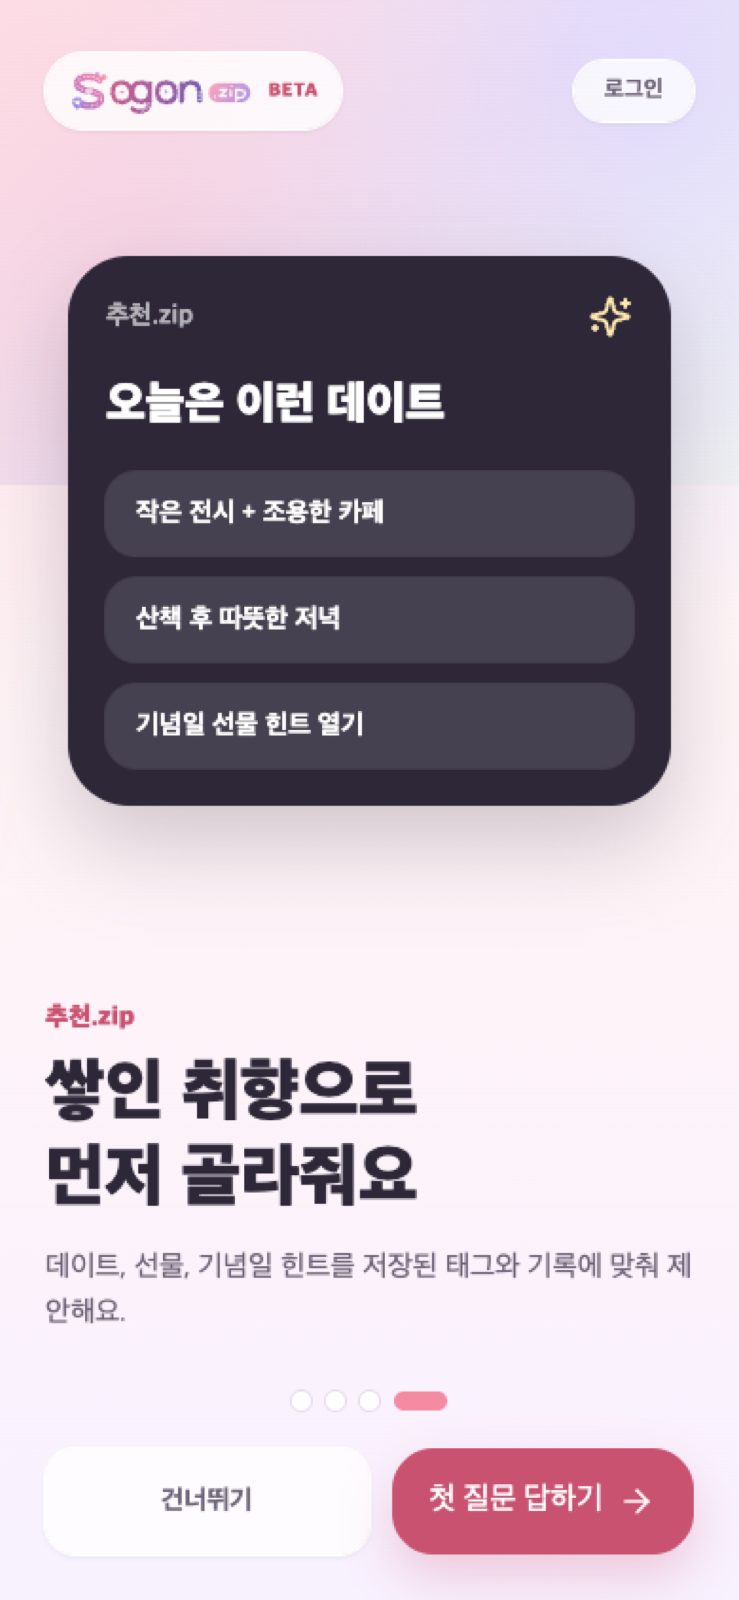 Sogon .zip BETA
로그인
추천.zip
오늘은 이런 데이트
작은 전시 + 조용한 카페
산책 후 따뜻한 저녁
기념일 선물 힌트 열기
추천.zip
쌓인 취향으로
먼저 골라줘요
데이트, 선물, 기념일 힌트를 저장된 태그와 기록에 맞춰 제
안해요.
건너뛰기
첫 질문 답하기